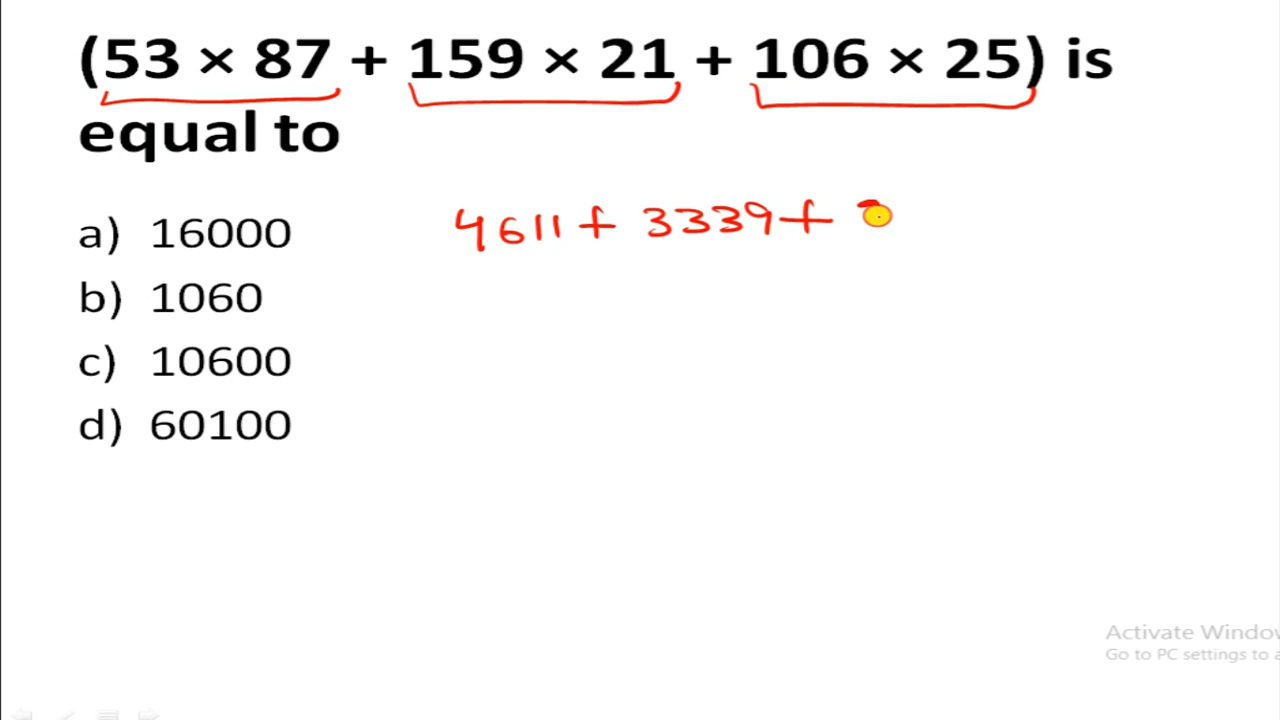 (53 × 87 + 159 × 21 + 106 × 25) is
equal to
a) 16000
4611 + 3339 +
b) 1060
c) 10600
d) 60100
Activate Windo
Go to PC settings to a